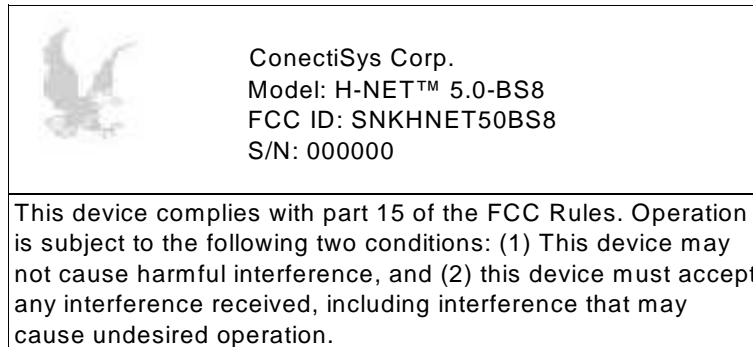 ConectiSys Corp.
Model: H-NET™ 5.0-BS8
FCC ID: SNKHNET50BS8
S/N: 000000
This device complies with part 15 of the FCC Rules. Operation
is subject to the following two conditions: (1) This device may
not cause harmful interference, and (2) this device must accept
any interference received, including interference that may
cause undesired operation.